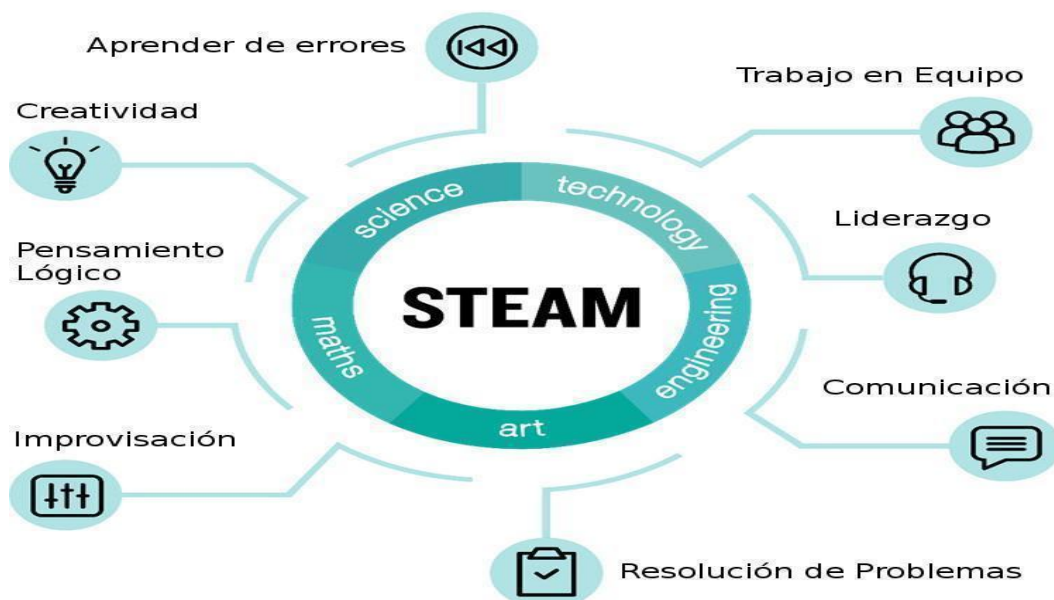 Aprender de errores
Trabajo en Equipo
Creatividad
science
technology
Liderazgo
Pensamiento
Lógico
STEAM
maths
engineering
Comunicación
art
Improvisación
Resolución de Problemas